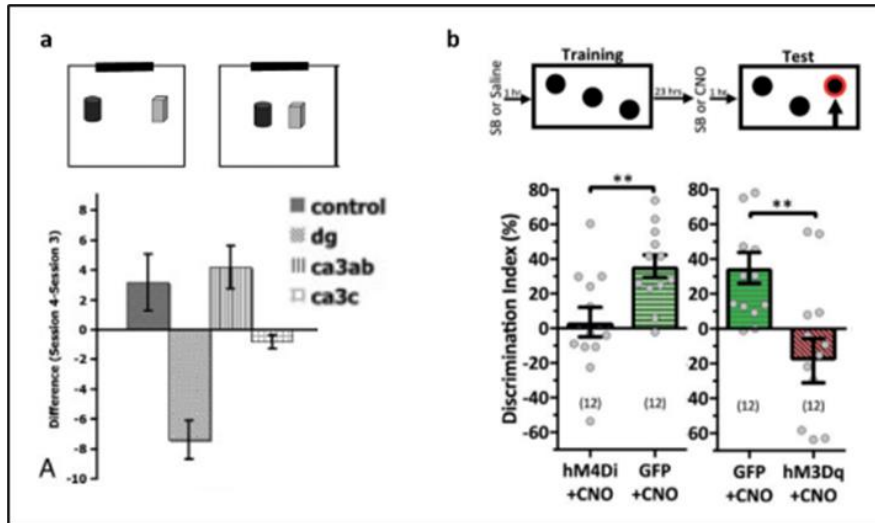 a
control
dg
ca3ab
ca3c
Difference (Session 4-Session 3)
8
6
4
2
0
-2
-4
-6
-8
-10
A
b
Training
Test
SB or Saline
1 hr
23 hrs
SB or CNO
1 hr
**
**
Discrimination Index (%)
80
60
40
20
0
20
40
-60
80
60
40
20
0
20
40
60
(12)
(12)
(12)
(12)
hM4Di
+CNO
GFP
+CNO
GFP
+CNO
hM3Dq
+CNO